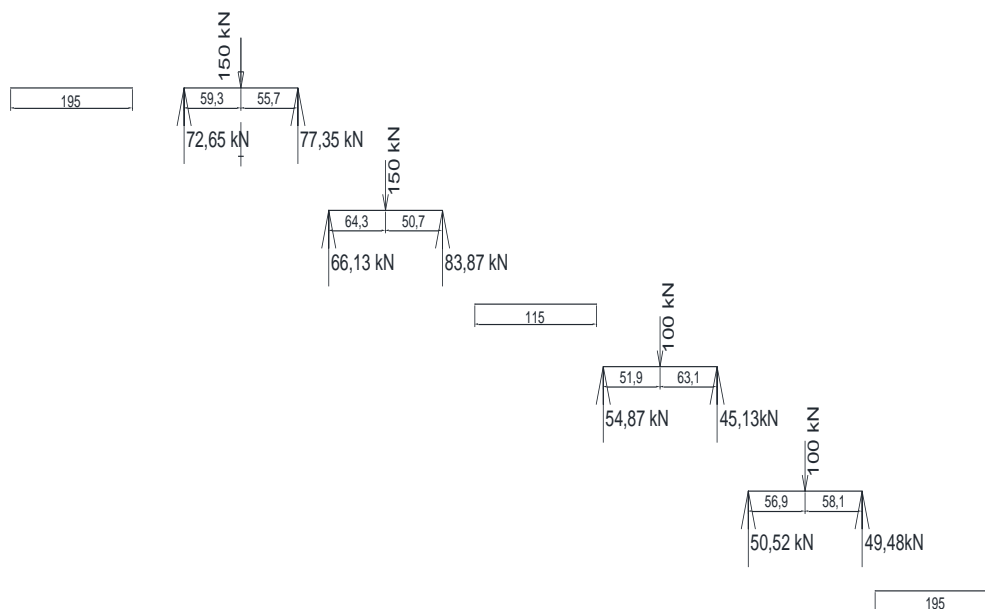 150 kN
195
59,3 55,7
72,65 kN 77,35 kN
150 kN
64,3 50,7
66,13 kN 83,87 kN
115
100 kN
51,9 63,1
54,87 kN 45,13kN
100 kN
56,9 58,1
50,52 kN 49,48kN
195